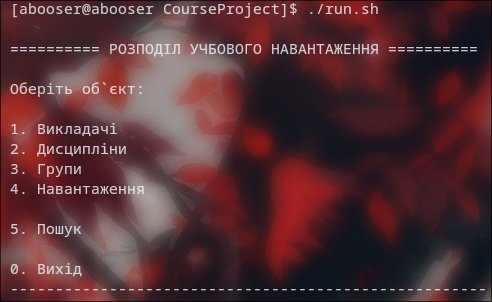 [abooser@abooser CourseProject]$ ./run.sh
========== РОЗПОДІЛ УЧБОВОГО НАВАНТАЖЕННЯ ==========
Оберіть об`єкт:
1. Викладачі
2. Дисципліни
3. Групи
4. Навантаження
5. Пошук
0. Вихід
-----------------------------------------------------